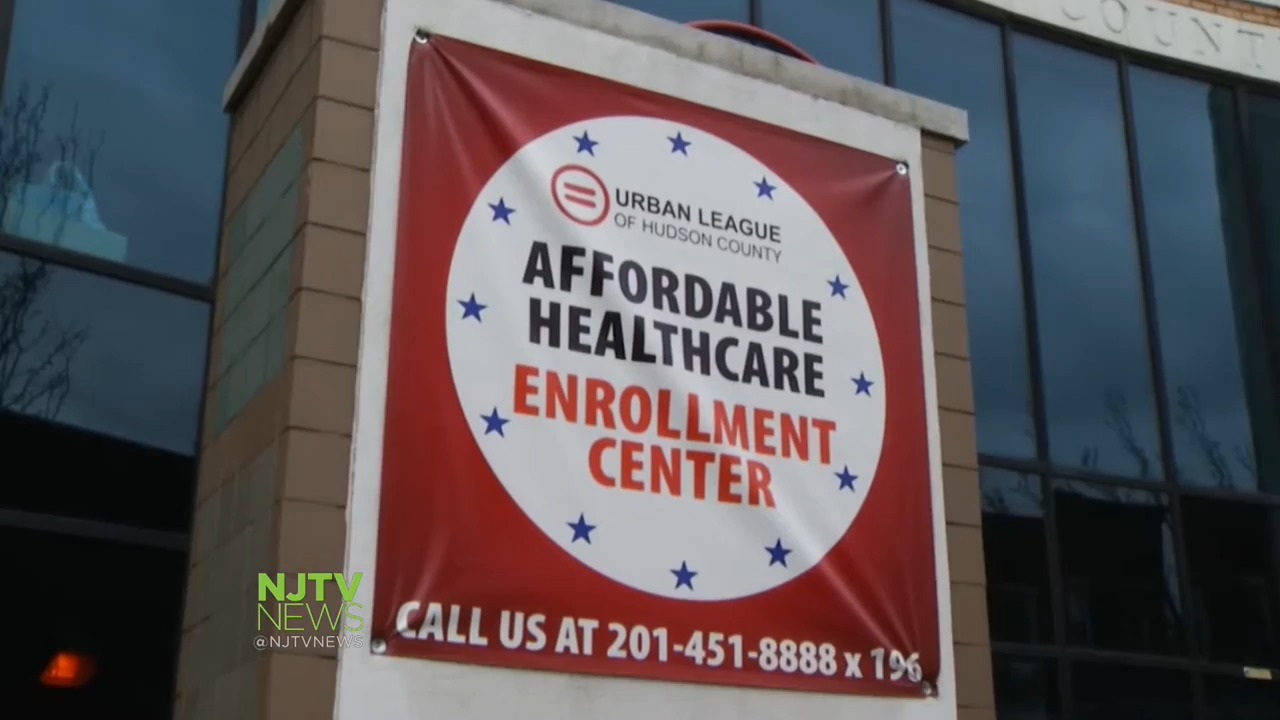 COUNT
URBAN LEAGUE
OF HUDSON COUNTY
AFFORDABLE
HEALTHCARE
ENROLLMENT
CENTER
CALL US AT 201-451-8888 x 196
NJTV
NEWS
@NJTVNEWS